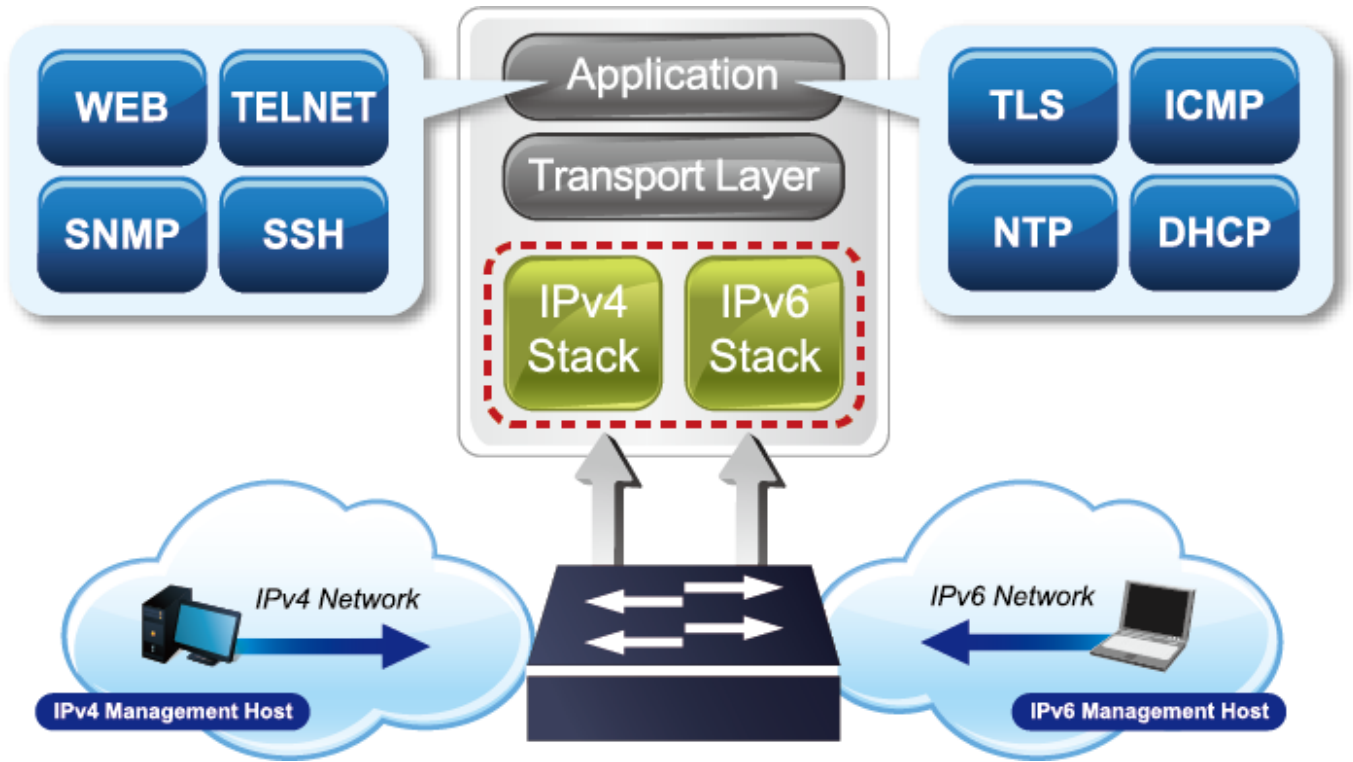 WEB
TELNET
SNMP
SSH
Application
Transport Layer
IPv4
Stack
IPv6
Stack
TLS
ICMP
NTP
DHCP
IPv4 Network
IPv4 Management Host
IPv6 Network
IPv6 Management Host